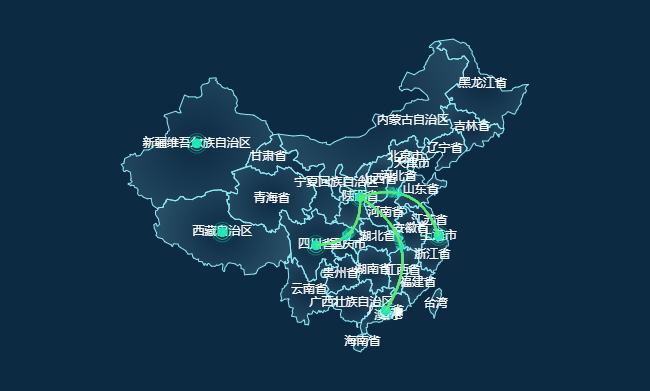 黑龙江省
内蒙古自治区
吉林省
新疆维吾尔族自治区
辽宁省
甘肃省
北京市
天津市
河北省
山西省
宁夏回族自治区
山东省
青海省
陕西省
河南省
江苏省
安徽省
西藏自治区
上海市
湖北省
四川省
重庆市
浙江省
湖南省
江西省
贵州省
福建省
云南省
广西壮族自治区
台湾
海南省